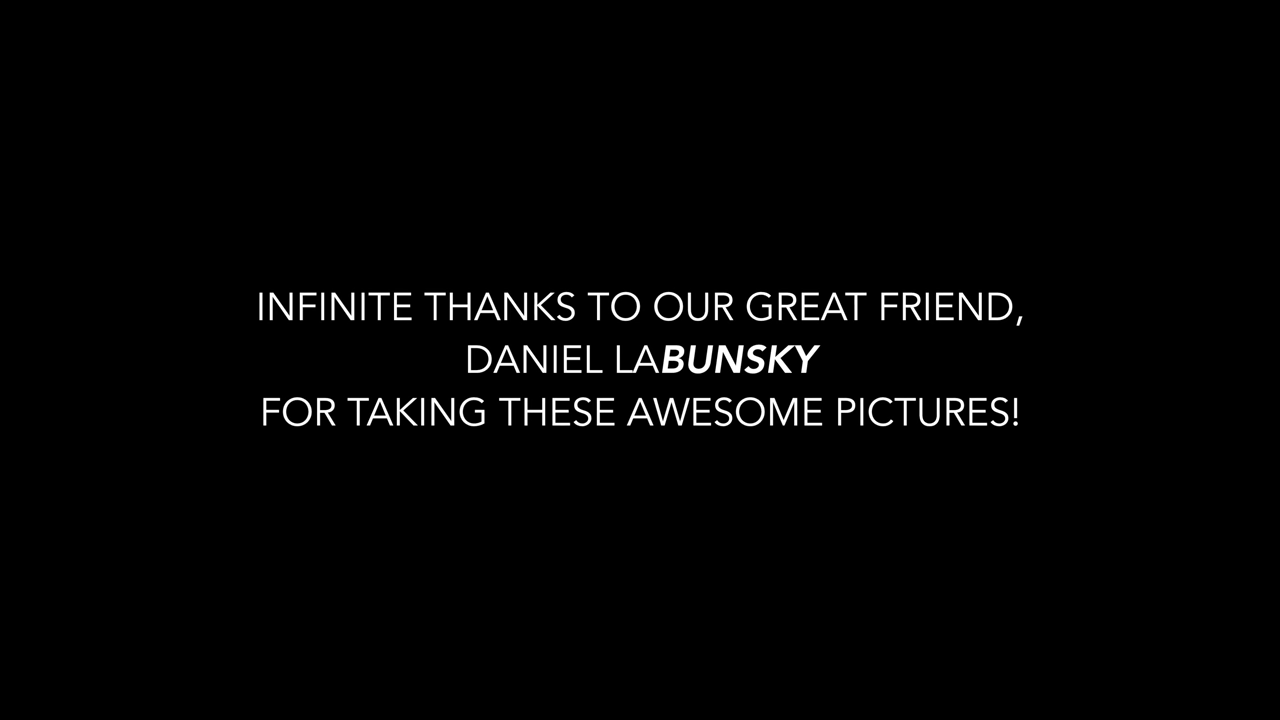 INFINITE THANKS TO OUR GREAT FRIEND,
DANIEL LABUNSKY
FOR TAKING THESE AWESOME PICTURES!